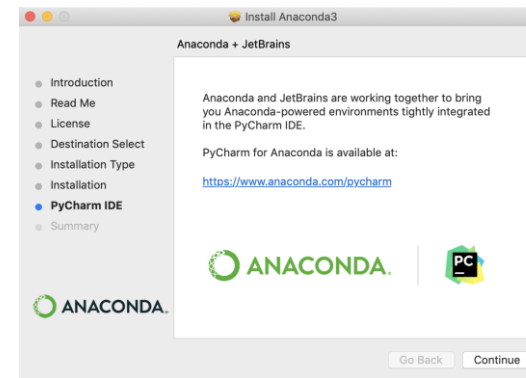 Install Anaconda3
Anaconda + JetBrains
Introduction
Read Me
License
Destination Select
Installation Type
Installation
PyCharm IDE
Summary
Anaconda and JetBrains are working together to bring
you Anaconda-powered environments tightly integrated
in the PyCharm IDE.
PyCharm for Anaconda is available at:
https://www.anaconda.com/pycharm
ANACONDA.
PC
ANACONDA.
Go Back
Continue